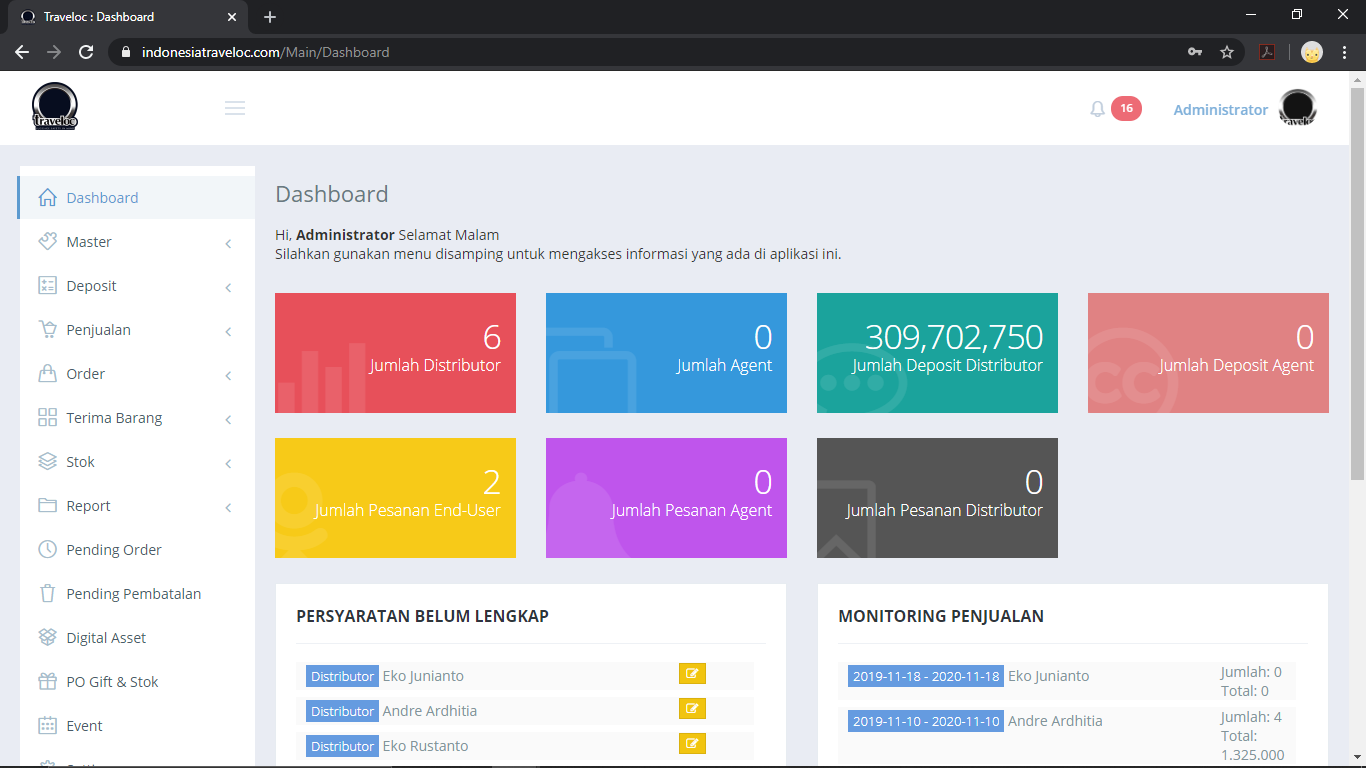 Traveloc : Dashboard
indonesiatraveloc.com/Main/Dashboard
traveloc
16
Administrator
Dashboard
Master
Deposit
Penjualan
Order
Terima Barang
Stok
Report
Pending Order
Pending Pembatalan
Digital Asset
PO Gift & Stok
Event
Dashboard
Hi, Administrator Selamat Malam
Silahkan gunakan menu disamping untuk mengakses informasi yang ada di aplikasi ini.
6
Jumlah Distributor
0
Jumlah Agent
309,702,750
Jumlah Deposit Distributor
0
Jumlah Deposit Agent
2
Jumlah Pesanan End-User
0
Jumlah Pesanan Agent
0
Jumlah Pesanan Distributor
PERSYARATAN BELUM LENGKAP
Distributor Eko Junianto
Distributor Andre Ardhitia
Distributor Eko Rustanto
MONITORING PENJUALAN
2019-11-18 - 2020-11-18 Eko Junianto
Jumlah: 0
Total: 0
2019-11-10 - 2020-11-10 Andre Ardhitia
Jumlah: 4
Total:
1.325.000